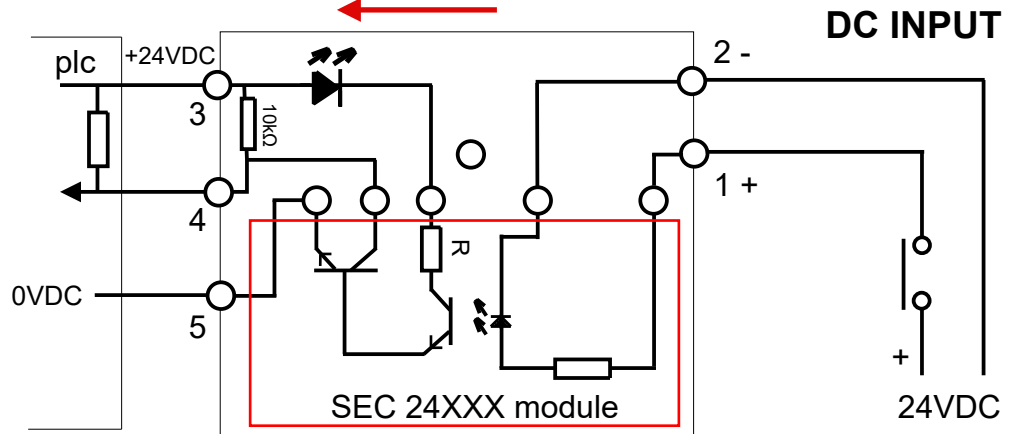 DC INPUT
plc
+24VDC
2 -
3
10kΩ
1 +
4
R
0VDC
5
+
SEC 24XXX module
24VDC